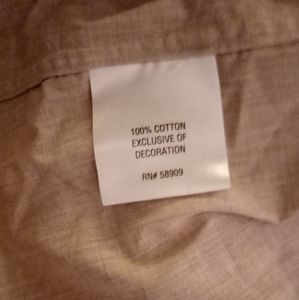 100% COTTON
EXCLUSIVE OF
DECORATION
RN# 58909